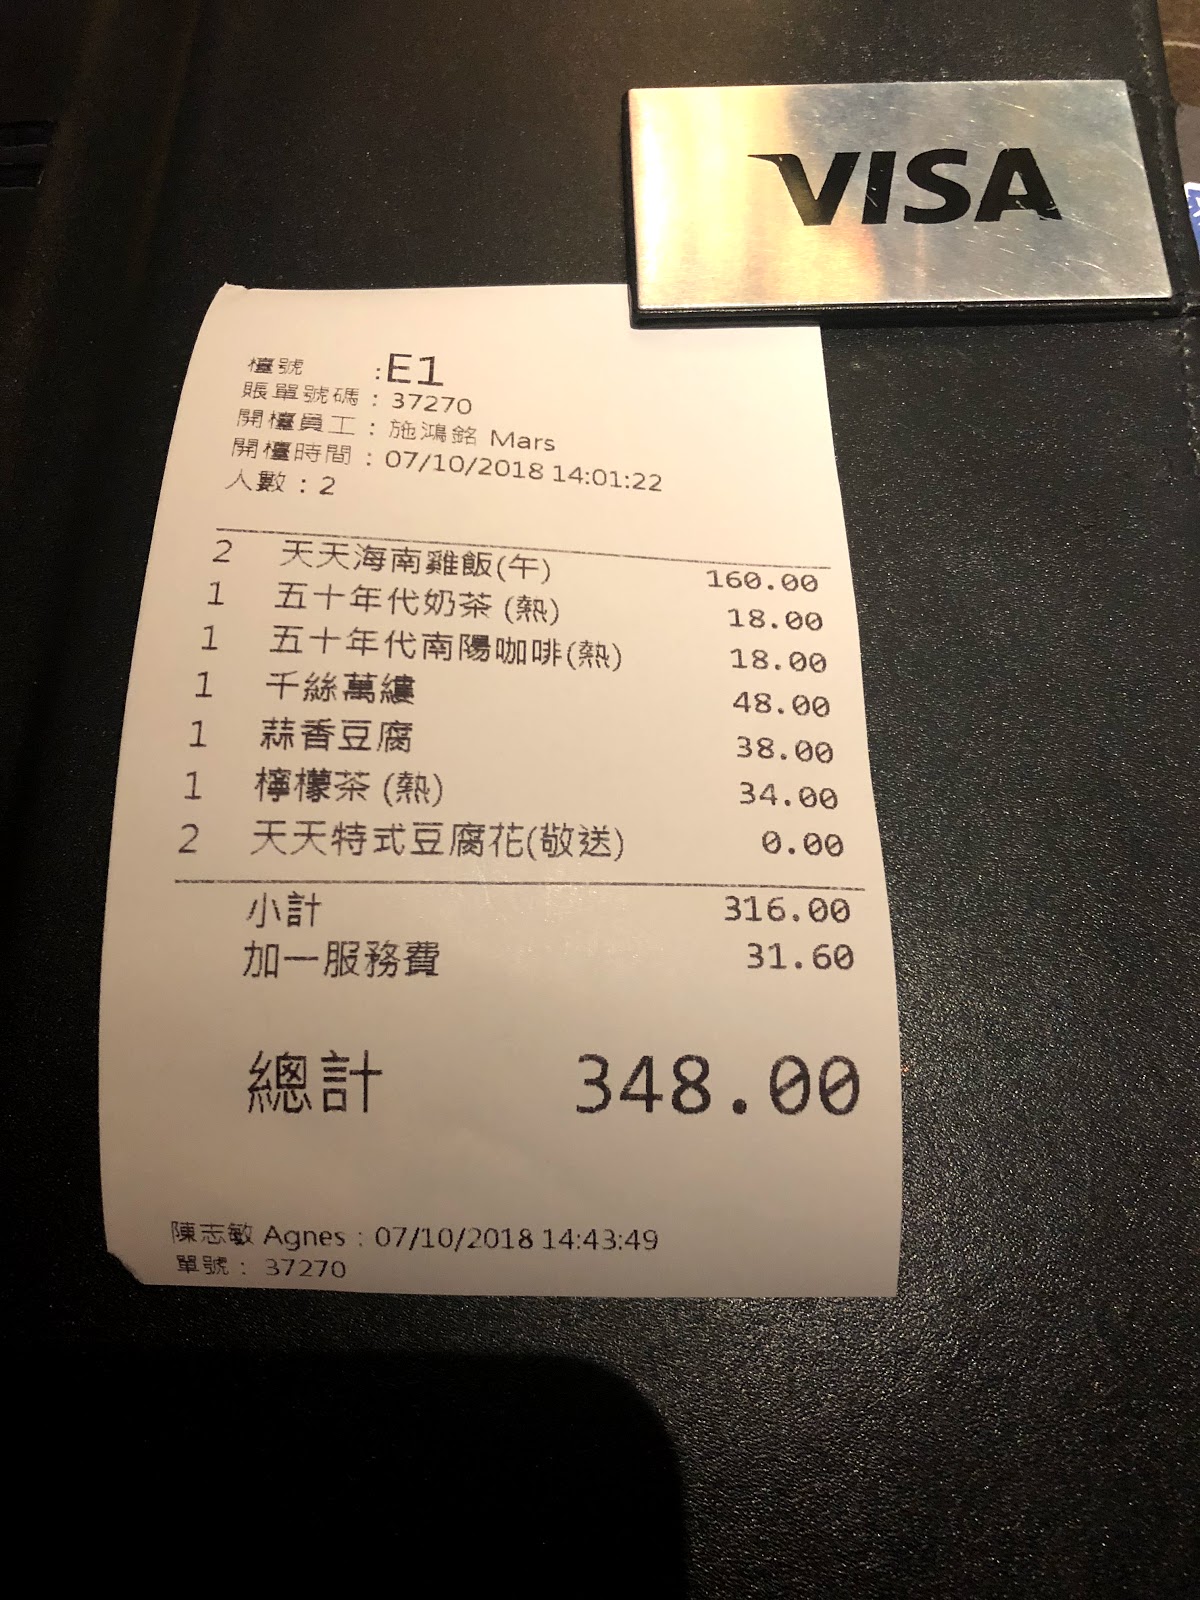 VISA
檯號 :E1
賬單號碼 : 37270
開檯員工 : 施鴻銘 Mars
開檯時間 : 07/10/2018 14:01:22
人數 : 2
2 天天海南雞飯(午) 160.00
1 五十年代奶茶 (熱) 18.00
1 五十年代南陽咖啡(熱) 18.00
1 千絲萬縷 48.00
1 蒜香豆腐 38.00
1 檸檬茶 (熱) 34.00
2 天天特式豆腐花(敬送) 0.00
小計 316.00
加一服務費 31.60
總計 348.00
陳志敏 Agnes : 07/10/2018 14:43:49
單號 : 37270